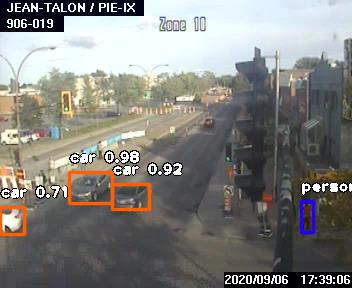 JEAN-TALON / PIE-IX
906-019
Zone 10
car 0.98
car 0.92
car 0.71
person
2020/09/06 17:39:06